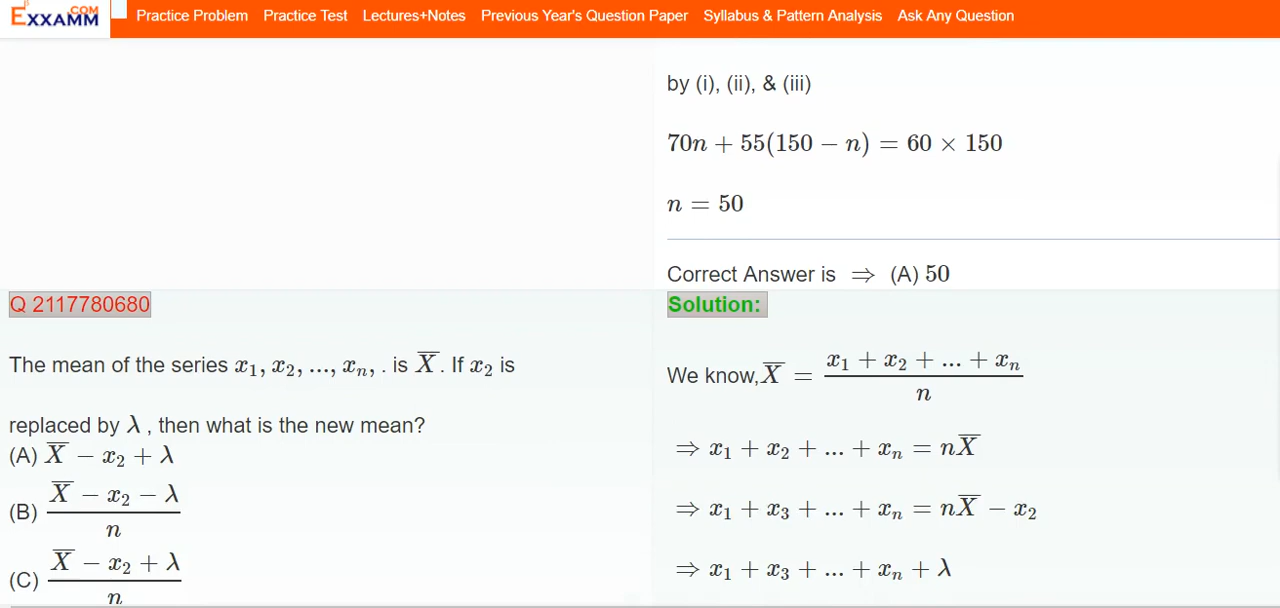 EXXAMM.COM
Practice Problem Practice Test Lectures+Notes Previous Year's Question Paper Syllabus & Pattern Analysis Ask Any Question
by (i), (ii), & (iii)
70n + 55(150 − n) = 60 × 150
n = 50
Correct Answer is ⇒ (A) 50
Q 2117780680
The mean of the series x₁, x₂, ..., xₙ, . is X̅. If x₂ is
replaced by λ , then what is the new mean?
(A) X̅ − x₂ + λ
(B) (X̅ − x₂ − λ)/n
(C) (X̅ − x₂ + λ)/n
Solution:
We know, X̅ = (x₁ + x₂ + ... + xₙ)/n
⇒ x₁ + x₂ + ... + xₙ = nX̅
⇒ x₁ + x₃ + ... + xₙ = nX̅ − x₂
⇒ x₁ + x₃ + ... + xₙ + λ